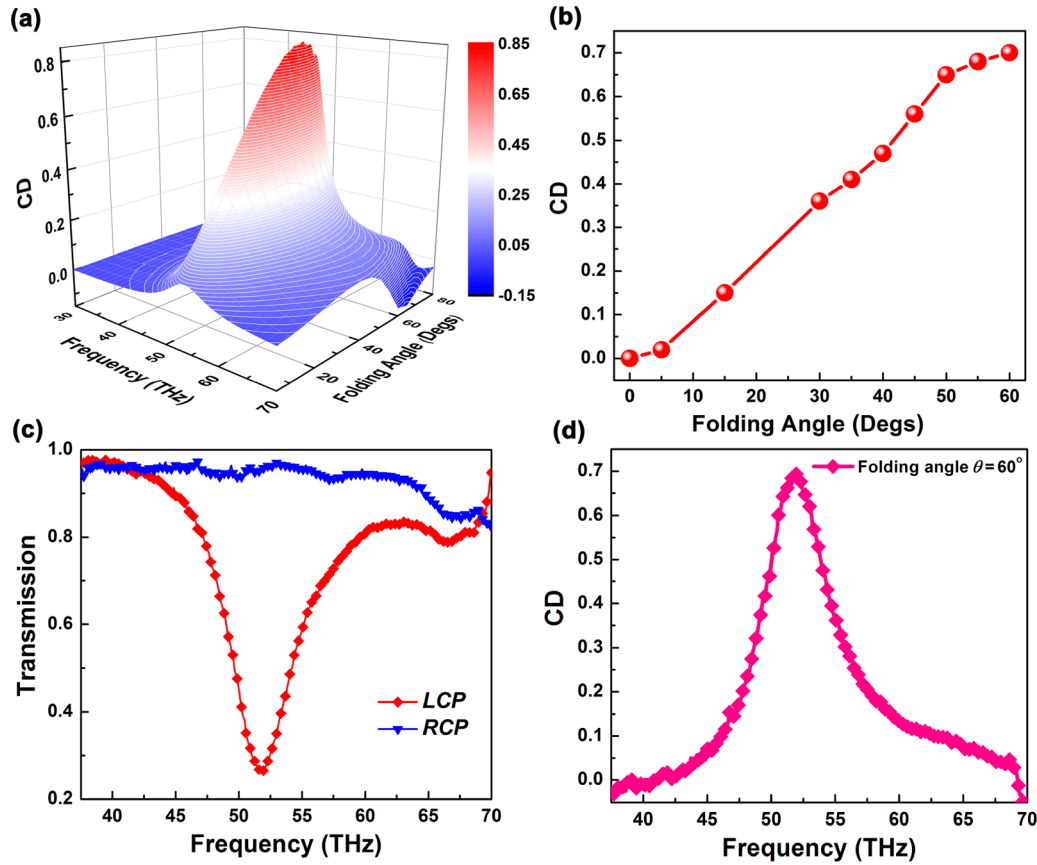 (a)
CD
0.8
0.6
0.4
0.2
0.0
30
40
50
60
70
Frequency (THz)
20
40
60
80
Folding Angle (Degs)
0.85
0.65
0.45
0.25
0.05
-0.15
(b)
CD
0.7
0.6
0.5
0.4
0.3
0.2
0.1
0.0
0 10 20 30 40 50 60
Folding Angle (Degs)
(c)
Transmission
1.0
0.8
0.6
0.4
0.2
LCP
RCP
40 45 50 55 60 65 70
Frequency (THz)
(d)
CD
0.7
0.6
0.5
0.4
0.3
0.2
0.1
0.0
Folding angle θ=60°
40 45 50 55 60 65 70
Frequency (THz)